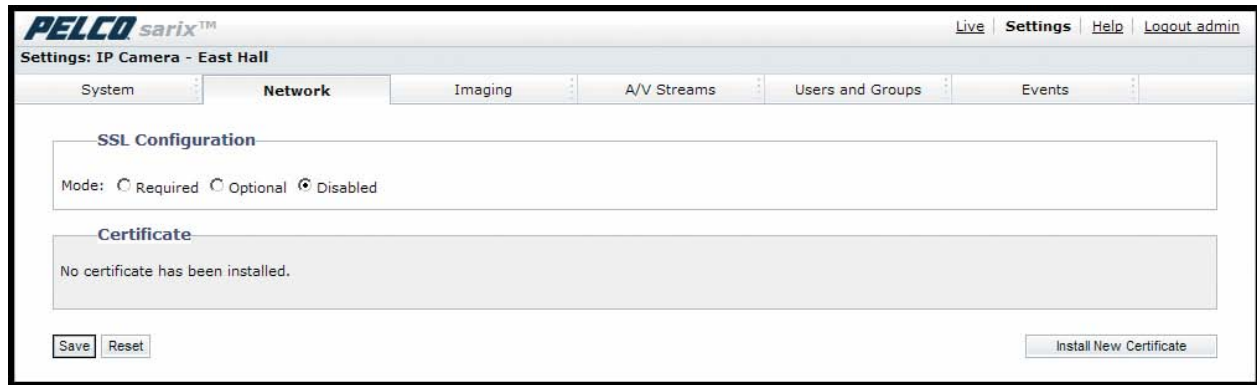 PELCO sarix™
Live Settings Help Logout admin
Settings: IP Camera - East Hall
System Network Imaging A/V Streams Users and Groups Events
SSL Configuration
Mode: Required Optional Disabled
Certificate
No certificate has been installed.
Save Reset Install New Certificate